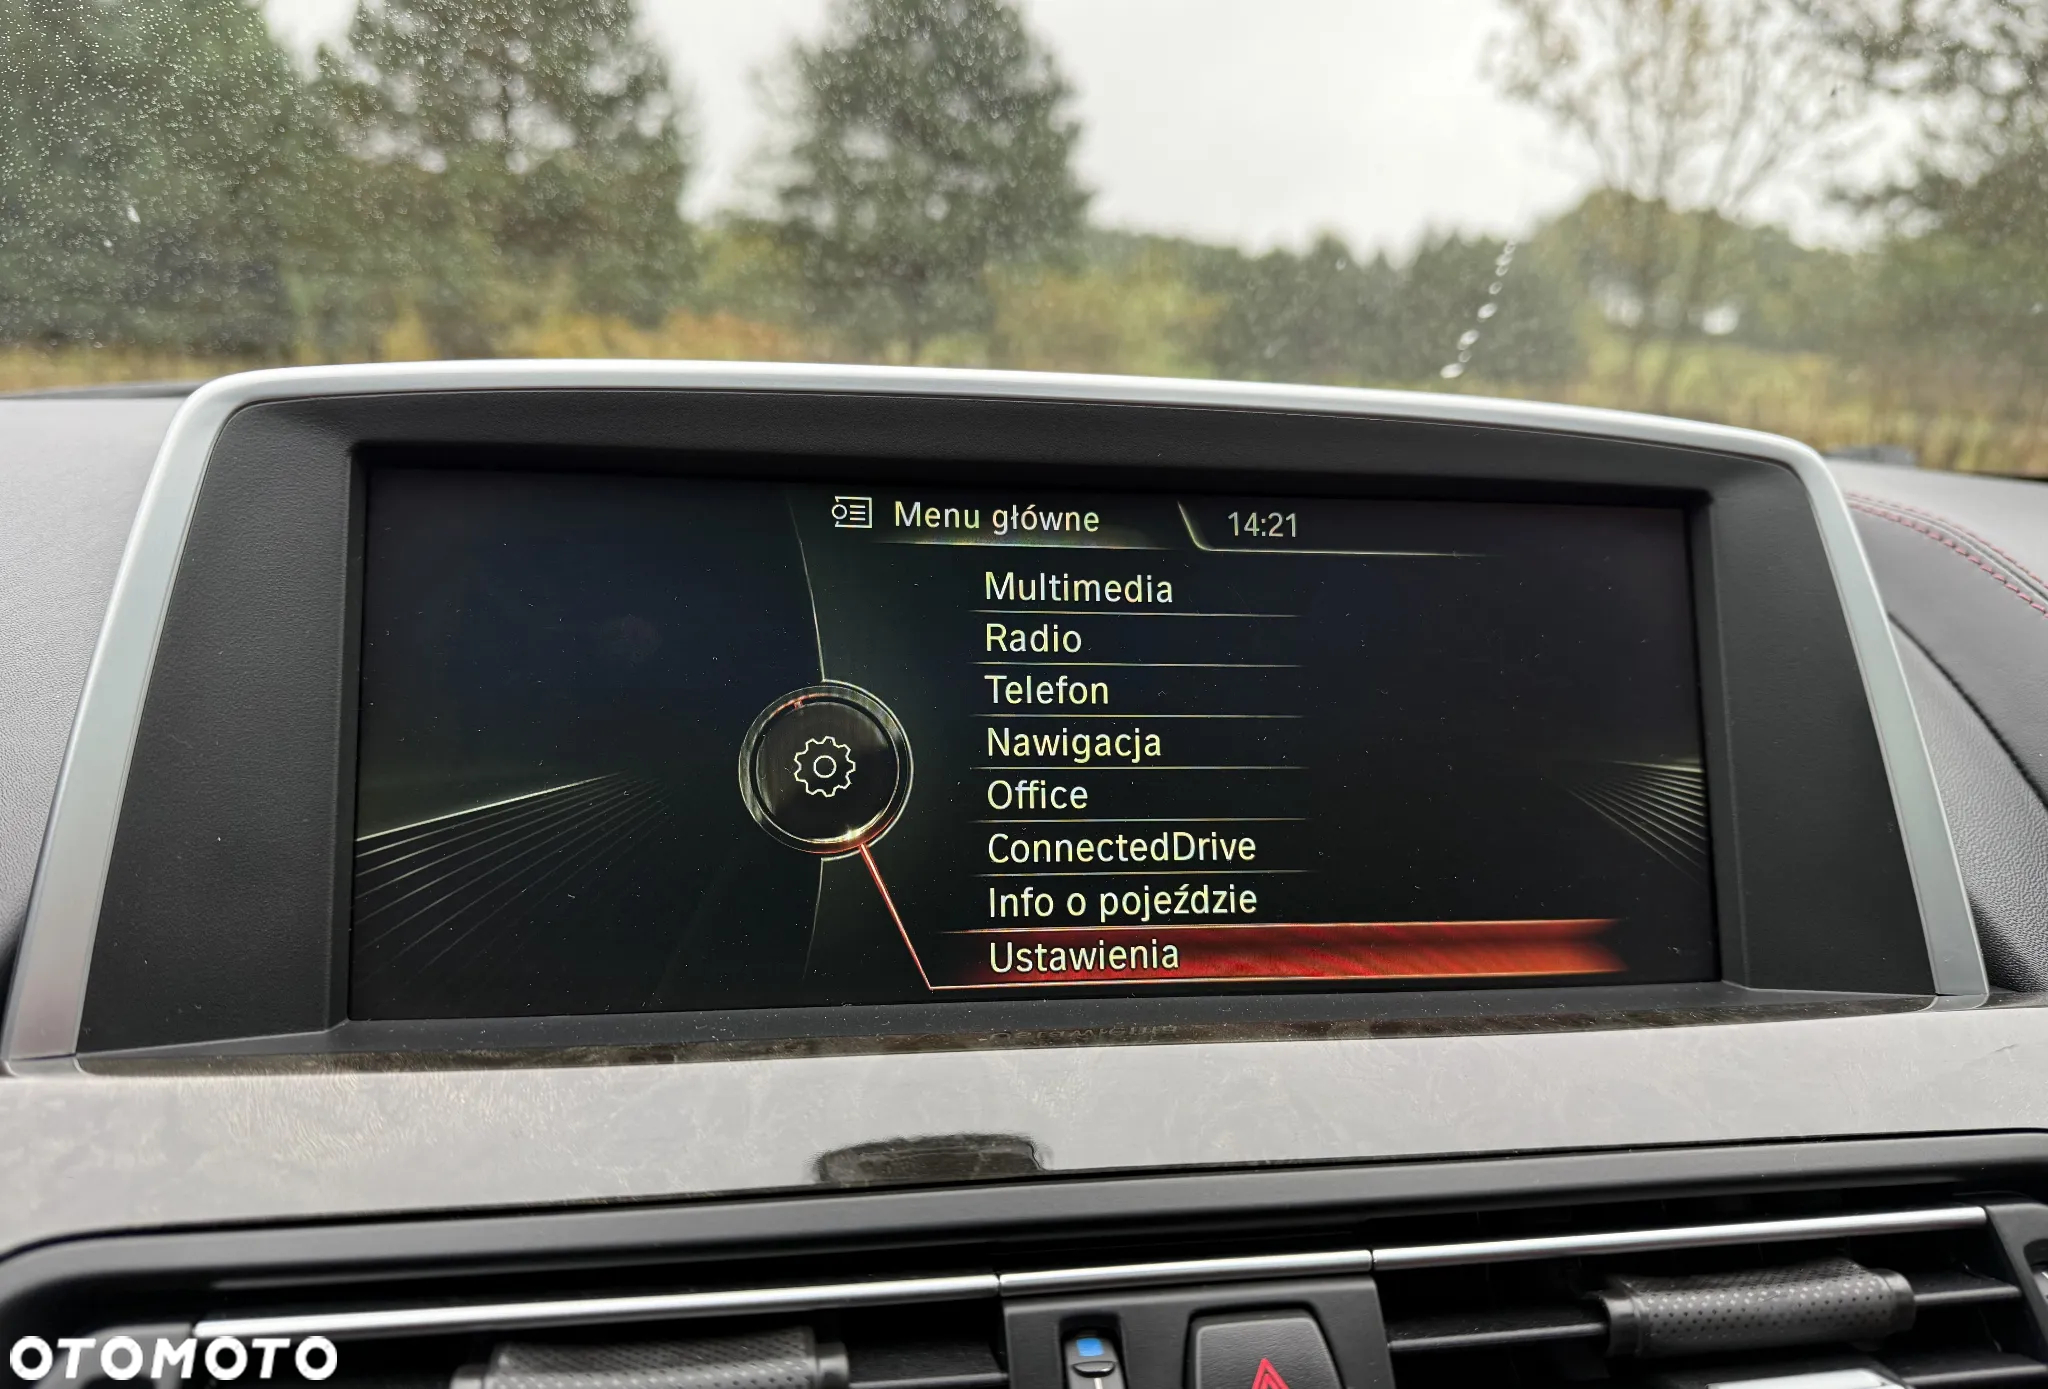 Menu główne
14:21
Multimedia
Radio
Telefon
Nawigacja
Office
ConnectedDrive
Info o pojeździe
Ustawienia
OTOMOTO